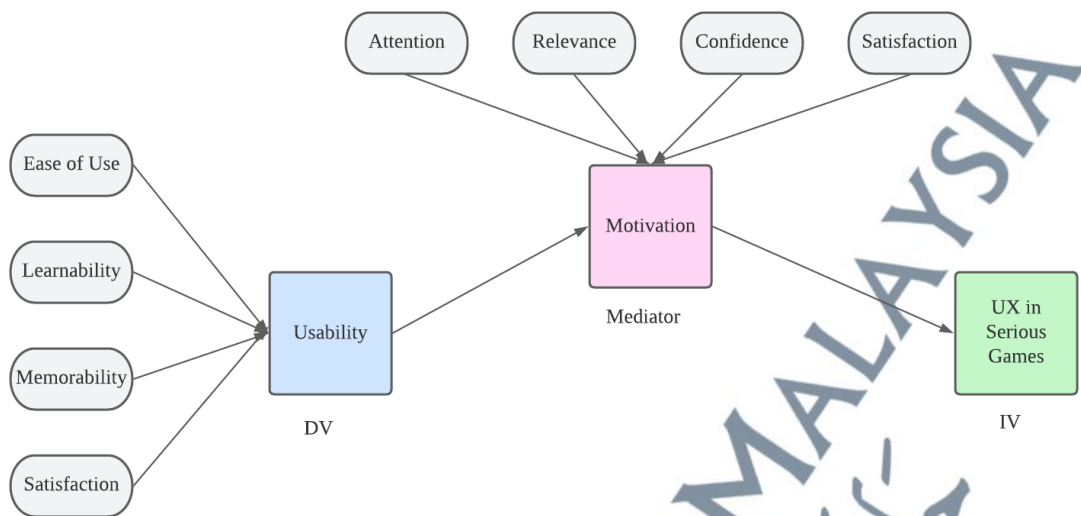 Attention
Relevance
Confidence
Satisfaction
Ease of Use
Learnability
Memorability
Satisfaction
Usability
DV
Motivation
Mediator
UX in
Serious
Games
IV
MALAYSIA